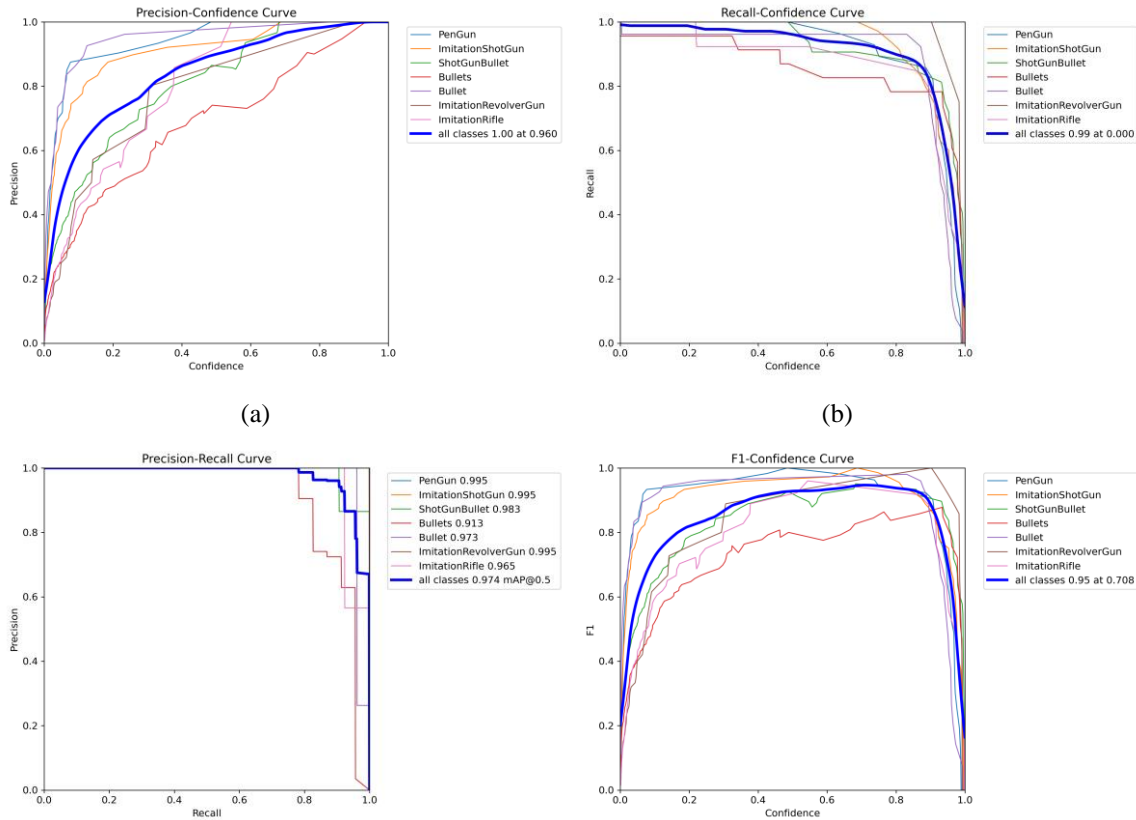 Precision-Confidence Curve
Precision
1.0
0.8
0.6
0.4
0.2
0.0
0.0 0.2 0.4 0.6 0.8 1.0
Confidence
PenGun
ImitationShotGun
ShotGunBullet
Bullets
Bullet
ImitationRevolverGun
ImitationRifle
all classes 1.00 at 0.960
(a)
Recall-Confidence Curve
Recall
1.0
0.8
0.6
0.4
0.2
0.0
0.0 0.2 0.4 0.6 0.8 1.0
Confidence
PenGun
ImitationShotGun
ShotGunBullet
Bullets
Bullet
ImitationRevolverGun
ImitationRifle
all classes 0.99 at 0.000
(b)
Precision-Recall Curve
Precision
1.0
0.8
0.6
0.4
0.2
0.0
0.0 0.2 0.4 0.6 0.8 1.0
Recall
PenGun 0.995
ImitationShotGun 0.995
ShotGunBullet 0.983
Bullets 0.913
Bullet 0.973
ImitationRevolverGun 0.995
ImitationRifle 0.965
all classes 0.974 mAP@0.5
F1-Confidence Curve
F1
1.0
0.8
0.6
0.4
0.2
0.0
0.0 0.2 0.4 0.6 0.8 1.0
Confidence
PenGun
ImitationShotGun
ShotGunBullet
Bullets
Bullet
ImitationRevolverGun
ImitationRifle
all classes 0.95 at 0.708